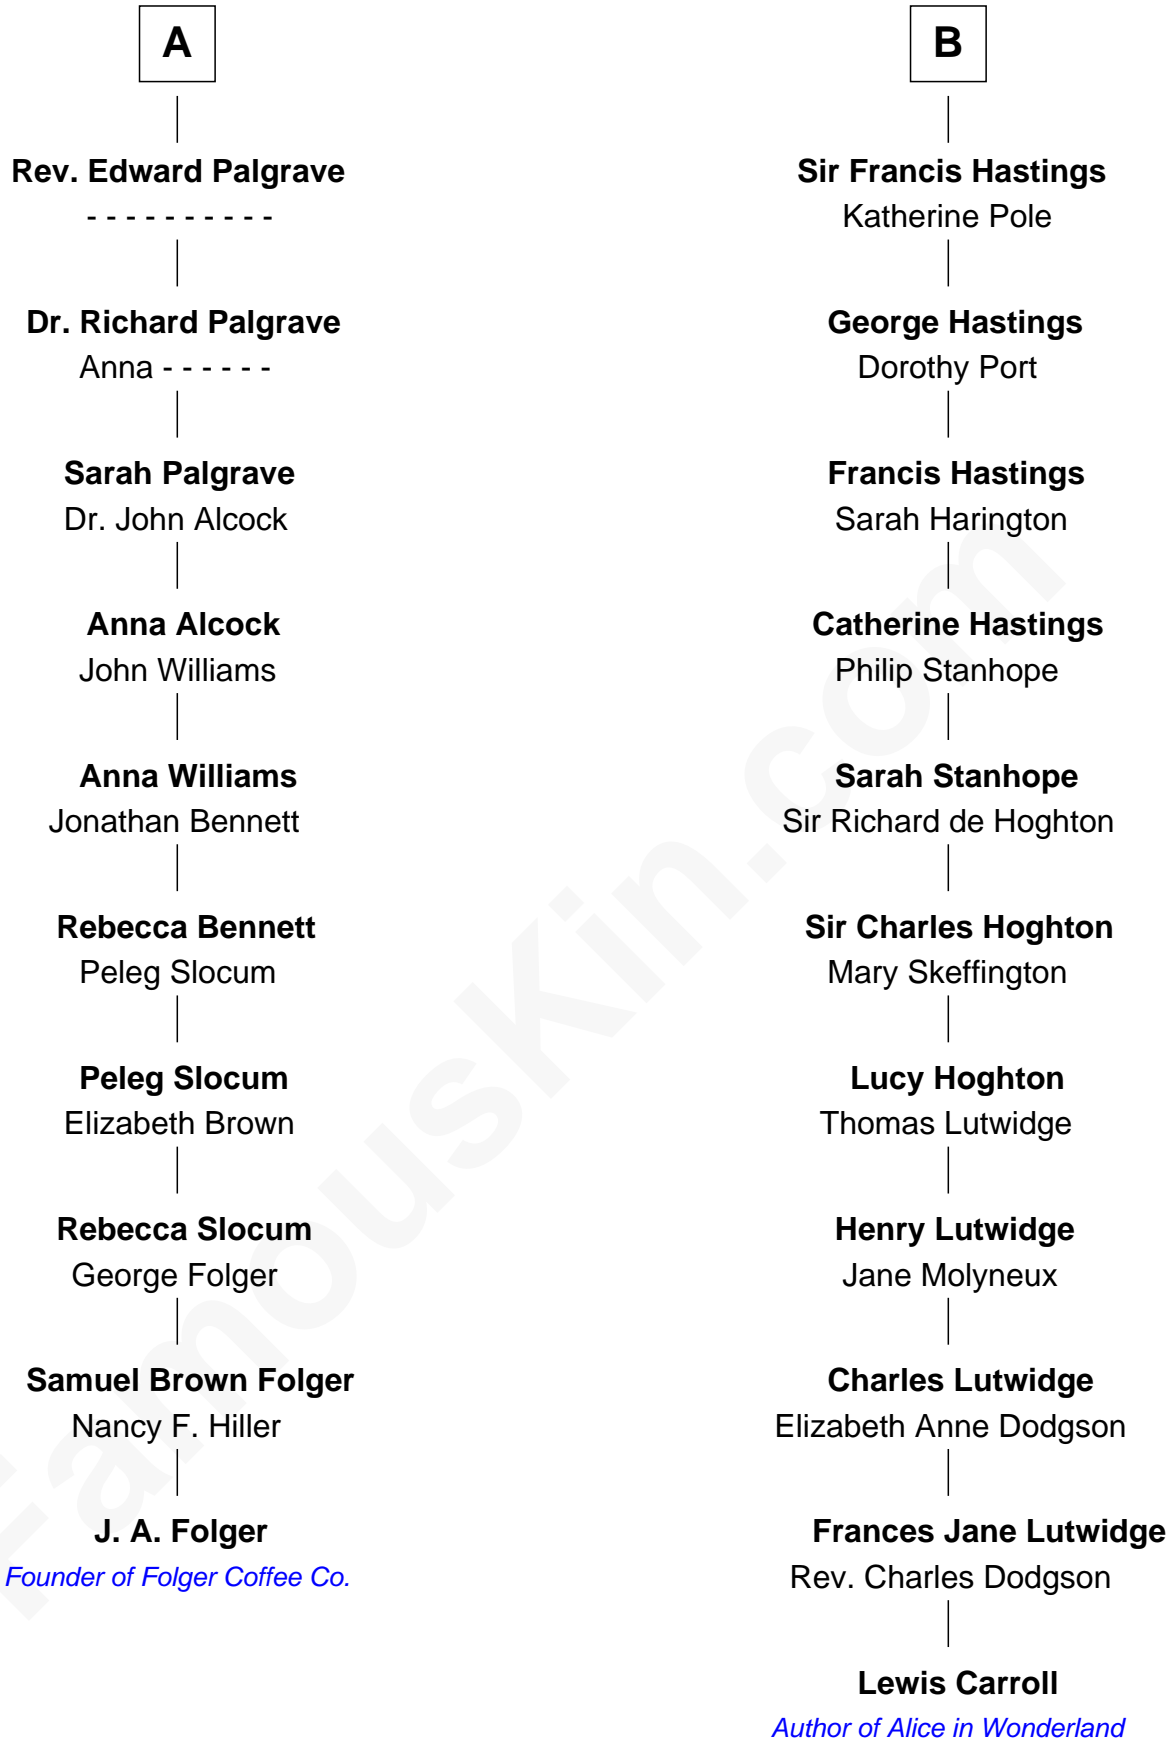 A
Rev. Edward Palgrave
- - - - - - - - - -
Dr. Richard Palgrave
Anna - - - - - -
Sarah Palgrave
Dr. John Alcock
Anna Alcock
John Williams
Anna Williams
Jonathan Bennett
Rebecca Bennett
Peleg Slocum
Peleg Slocum
Elizabeth Brown
Rebecca Slocum
George Folger
Samuel Brown Folger
Nancy F. Hiller
J. A. Folger
Founder of Folger Coffee Co.
B
Sir Francis Hastings
Katherine Pole
George Hastings
Dorothy Port
Francis Hastings
Sarah Harington
Catherine Hastings
Philip Stanhope
Sarah Stanhope
Sir Richard de Hoghton
Sir Charles Hoghton
Mary Skeffington
Lucy Hoghton
Thomas Lutwidge
Henry Lutwidge
Jane Molyneux
Charles Lutwidge
Elizabeth Anne Dodgson
Frances Jane Lutwidge
Rev. Charles Dodgson
Lewis Carroll
Author of Alice in Wonderland
FamousKin.com